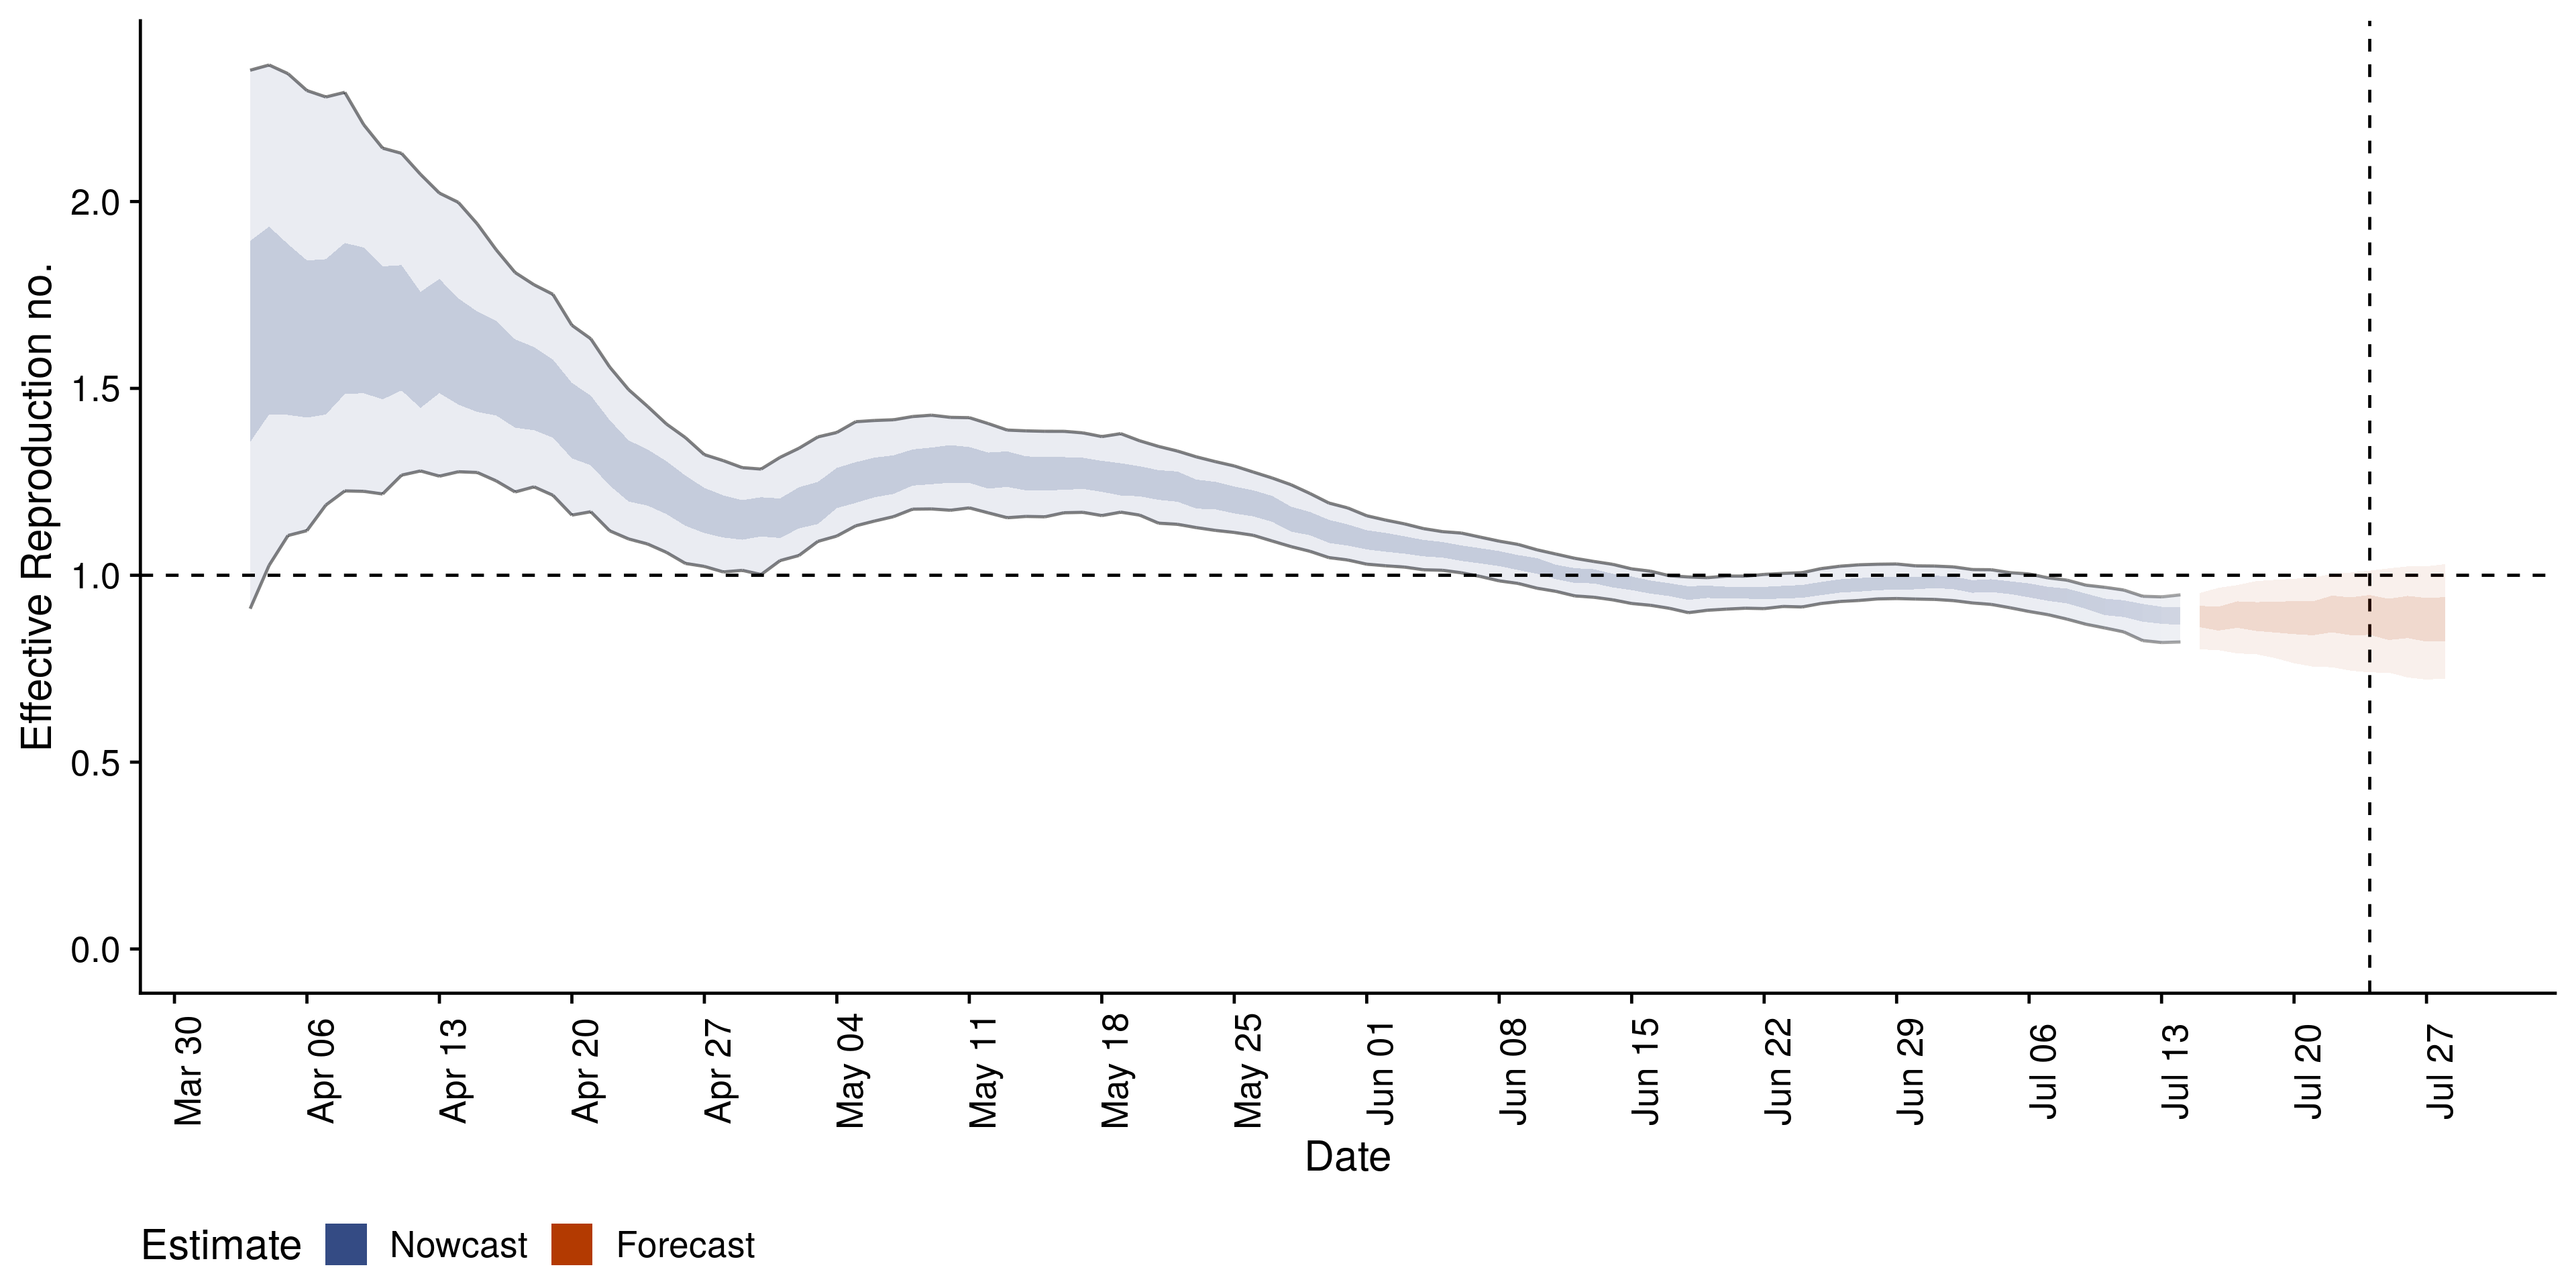 Effective Reproduction no.
2.0
1.5
1.0
0.5
0.0
Mar 30
Apr 06
Apr 13
Apr 20
Apr 27
May 04
May 11
May 18
May 25
Jun 01
Jun 08
Jun 15
Jun 22
Jun 29
Jul 06
Jul 13
Jul 20
Jul 27
Date
Estimate Nowcast Forecast